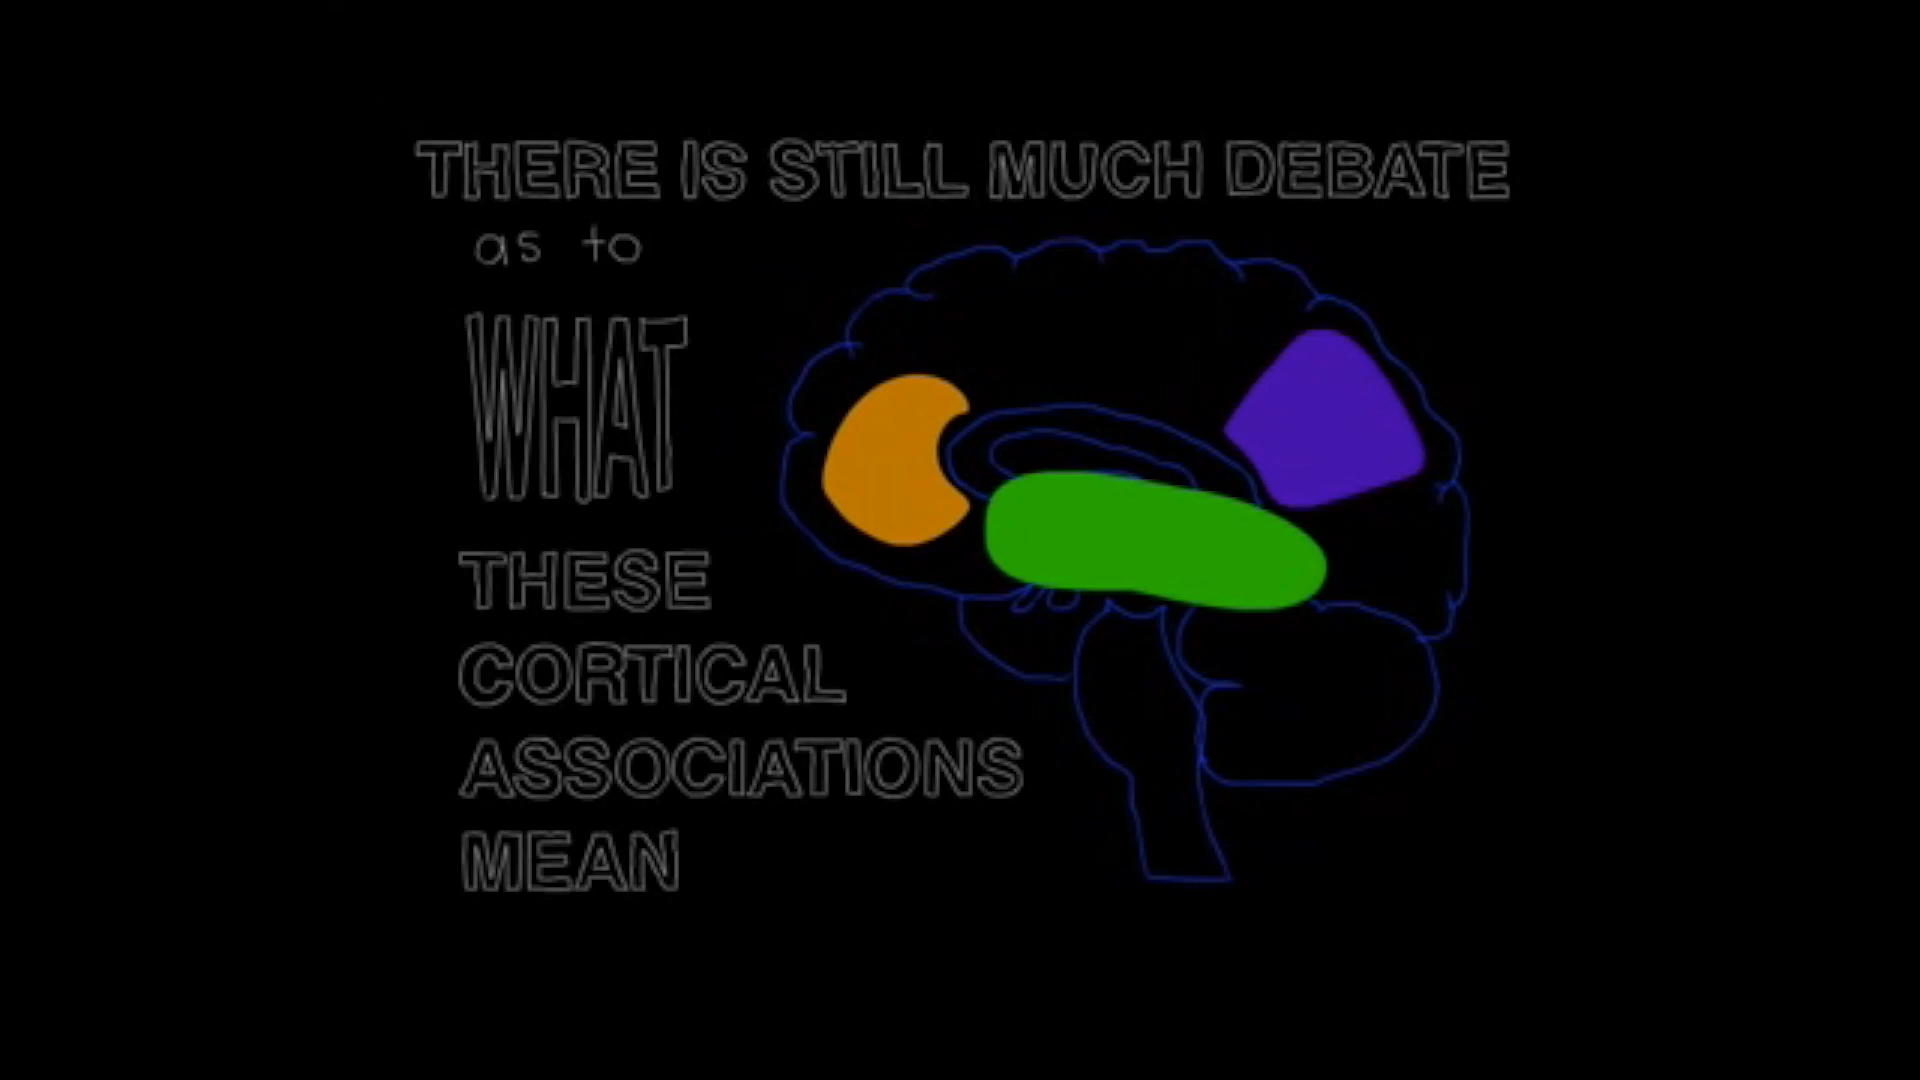 THERE IS STILL MUCH DEBATE
as to
WHAT
THESE
CORTICAL
ASSOCIATIONS
MEAN